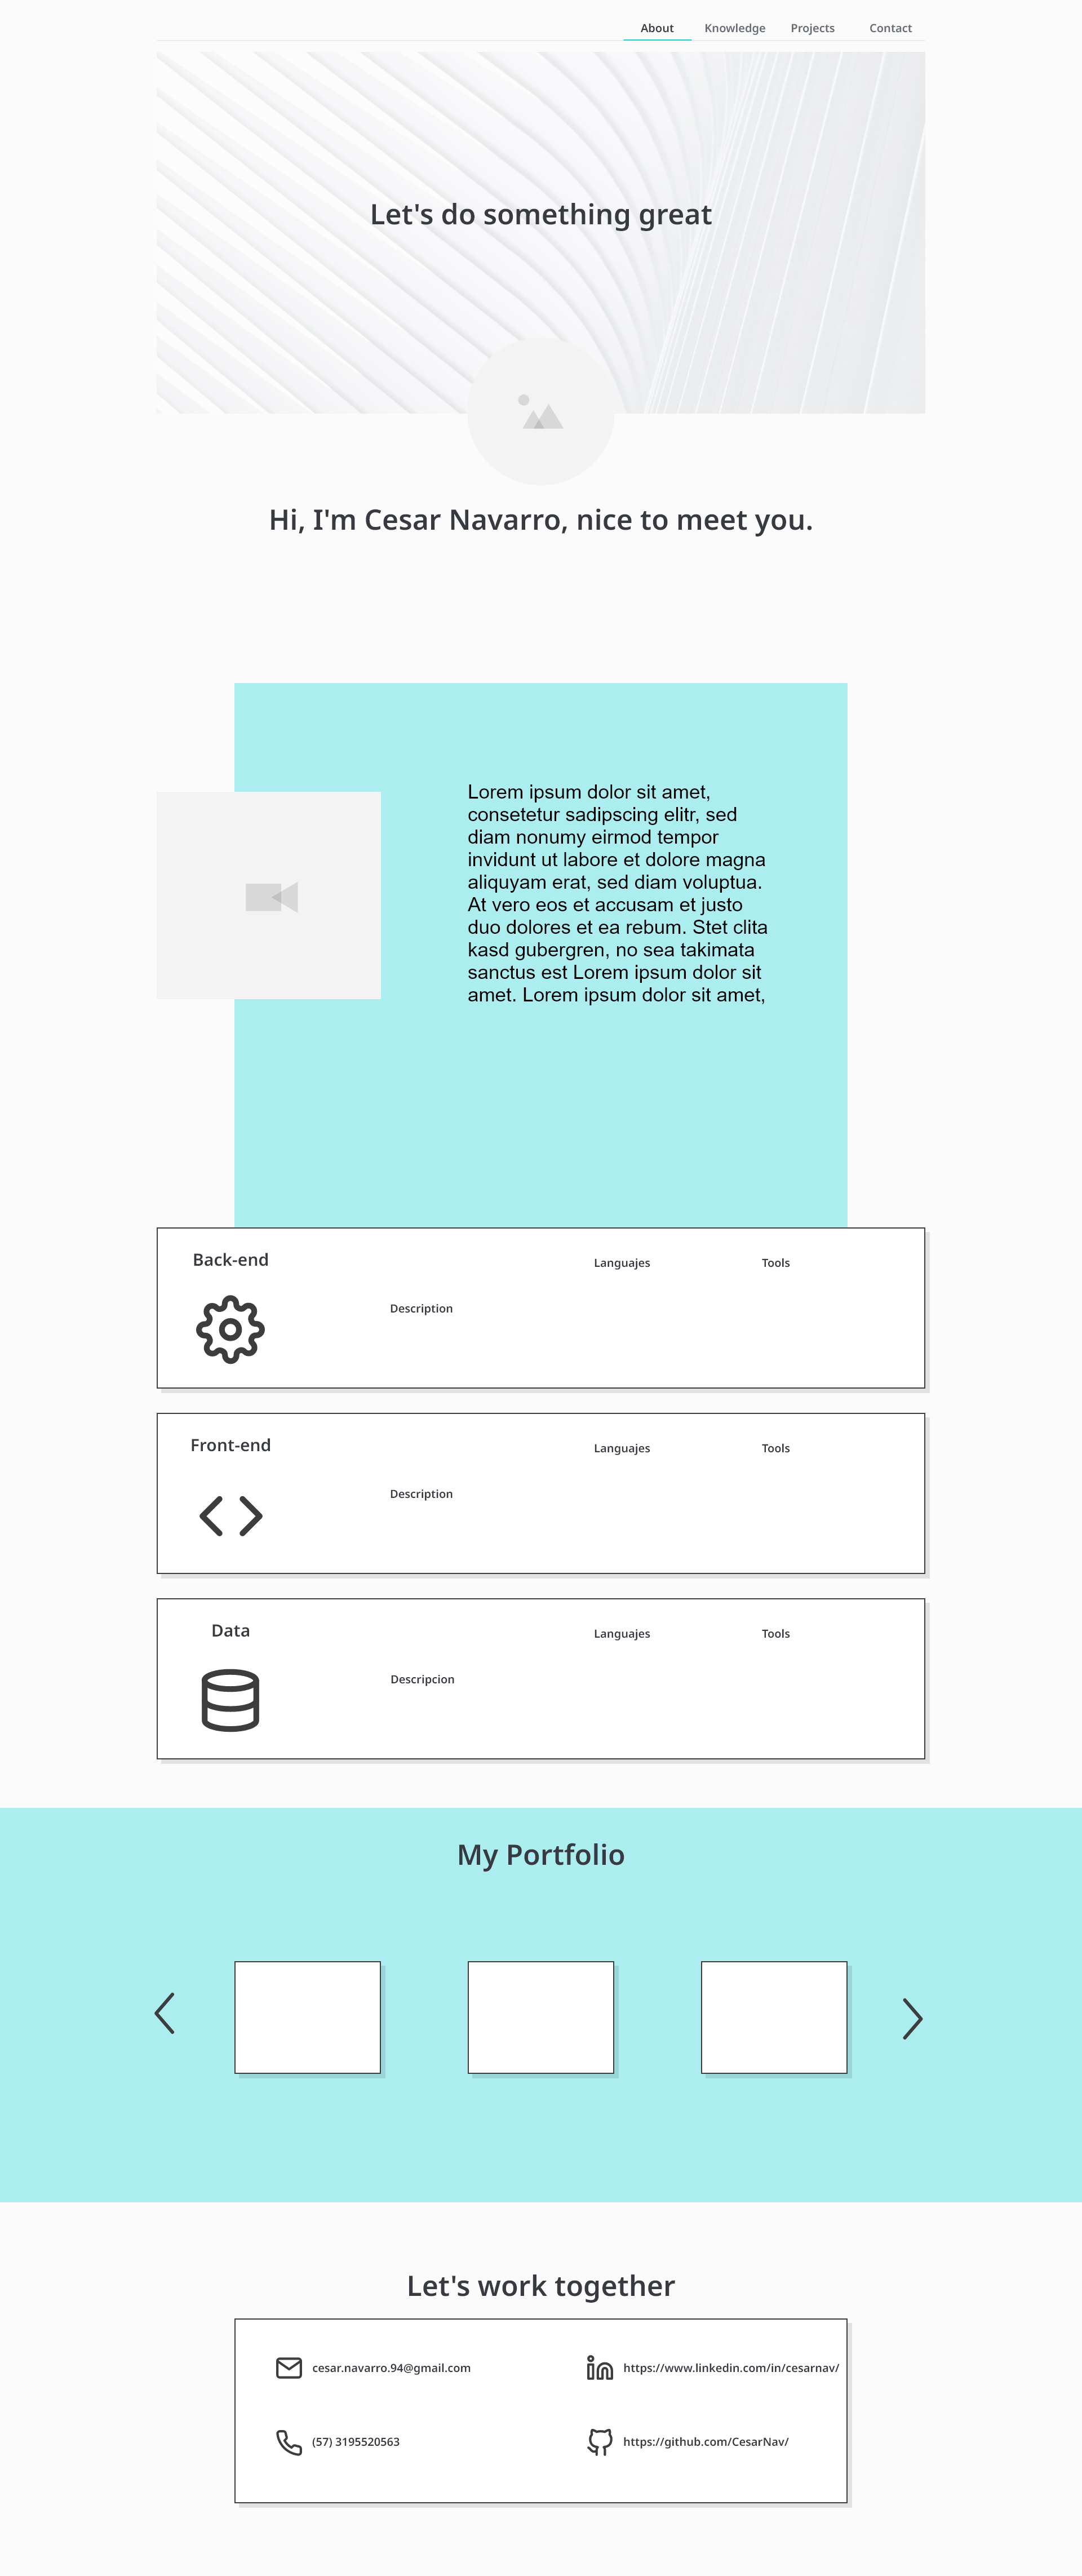 About Knowledge Projects Contact
Let's do something great
Hi, I'm Cesar Navarro, nice to meet you.
Lorem ipsum dolor sit amet,
consetetur sadipscing elitr, sed
diam nonumy eirmod tempor
invidunt ut labore et dolore magna
aliquyam erat, sed diam voluptua.
At vero eos et accusam et justo
duo dolores et ea rebum. Stet clita
kasd gubergren, no sea takimata
sanctus est Lorem ipsum dolor sit
amet. Lorem ipsum dolor sit amet,
Back-end
Languajes
Tools
Description
Front-end
Languajes
Tools
Description
Data
Languajes
Tools
Descripcion
My Portfolio
Let's work together
cesar.navarro.94@gmail.com
https://www.linkedin.com/in/cesarnav/
(57) 3195520563
https://github.com/CesarNav/